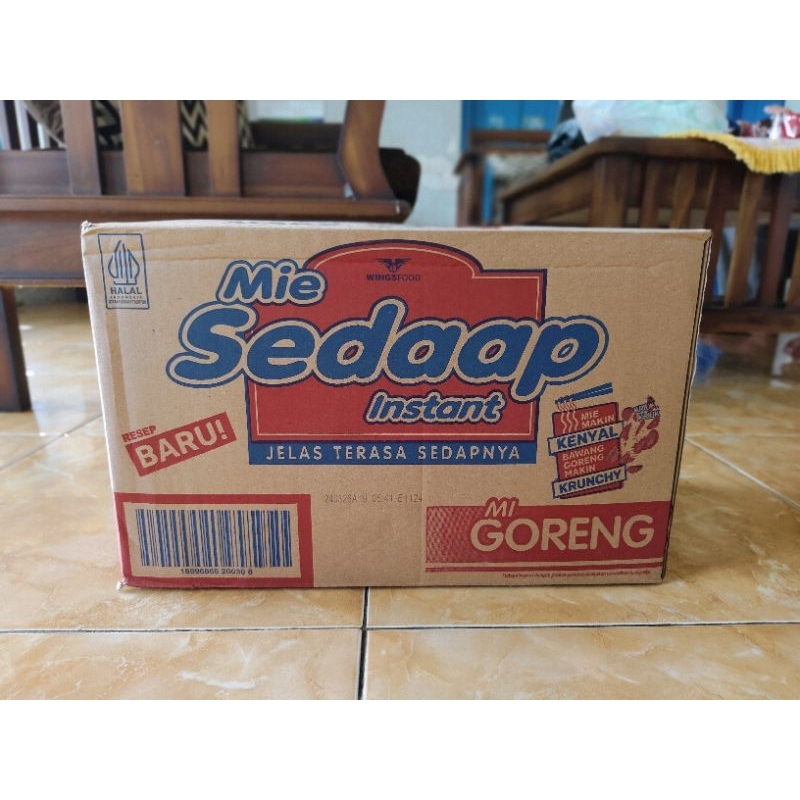 WINGSFOOD
Mie
Sedaap
Instant
JELAS TERASA SEDAPNYA
HALAL
INDONESIA
RESEP
BARU!
MIE
MAKIN
KENYAL
BAWANG
GORENG
MAKIN
KRUNCHY
MI
GORENG